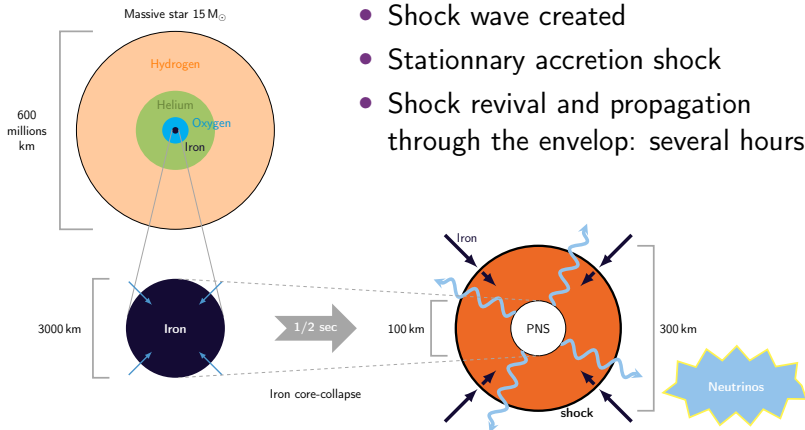 Massive star 15 M☉
Hydrogen
Helium
Oxygen
Iron
600
millions
km
• Shock wave created
• Stationnary accretion shock
• Shock revival and propagation
through the envelop: several hours
3000 km
Iron
1/2 sec
Iron core-collapse
Iron
100 km
PNS
300 km
shock
Neutrinos